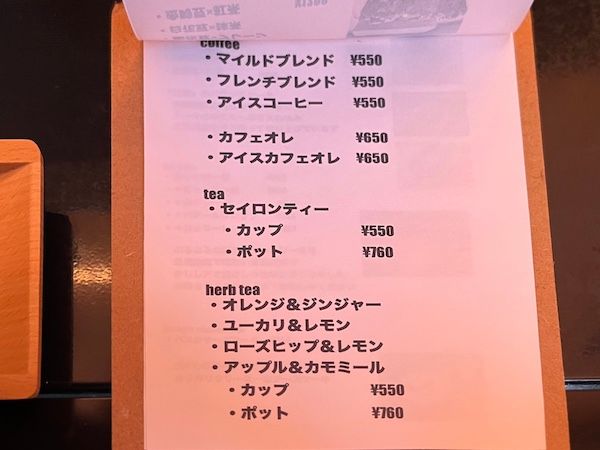 coffee
・マイルドブレンド ¥550
・フレンチブレンド ¥550
・アイスコーヒー ¥550
・カフェオレ ¥650
・アイスカフェオレ ¥650
tea
・セイロンティー
・カップ ¥550
・ポット ¥760
herb tea
・オレンジ&ジンジャー
・ユーカリ&レモン
・ローズヒップ&レモン
・アップル&カモミール
・カップ ¥550
・ポット ¥760